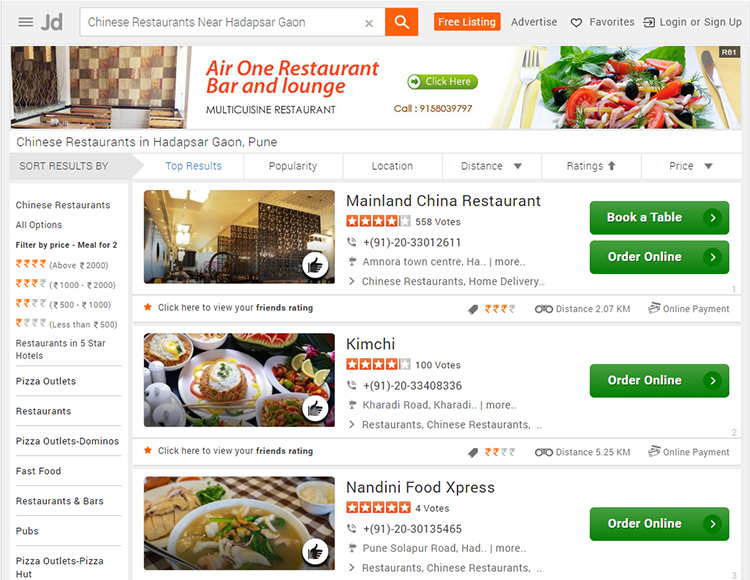 Jd
Chinese Restaurants Near Hadapsar Gaon ×
Free Listing Advertise Favorites Login or Sign Up
Air One Restaurant
Bar and lounge
MULTICUISINE RESTAURANT
Click Here
Call : 9158039797
R61
Chinese Restaurants in Hadapsar Gaon, Pune
SORT RESULTS BY Top Results Popularity Location Distance Ratings Price
Chinese Restaurants
All Options
Filter by price - Meal for 2
₹₹₹₹ (Above ₹ 2000)
₹₹₹₹ (₹ 1000 - ₹ 2000)
₹₹₹₹ (₹ 500 - ₹ 1000)
₹₹₹₹ (Less than ₹ 500)
Restaurants in 5 Star
Hotels
Pizza Outlets
Restaurants
Pizza Outlets-Dominos
Fast Food
Restaurants & Bars
Pubs
Pizza Outlets-Pizza
Hut
Mainland China Restaurant
558 Votes
+(91)-20-33012611
Amnora town centre, Ha.. | more..
Chinese Restaurants, Home Delivery..
Book a Table
Order Online
1
Click here to view your friends rating
₹₹₹₹ Distance 2.07 KM Online Payment
Kimchi
100 Votes
+(91)-20-33408336
Kharadi Road, Kharadi.. | more..
Restaurants, Chinese Restaurants, ..
Order Online
2
Click here to view your friends rating
₹₹₹₹ Distance 5.25 KM Online Payment
Nandini Food Xpress
4 Votes
+(91)-20-30135465
Pune Solapur Road, Had.. | more..
Restaurants, Chinese Restaurants, ..
Order Online
3